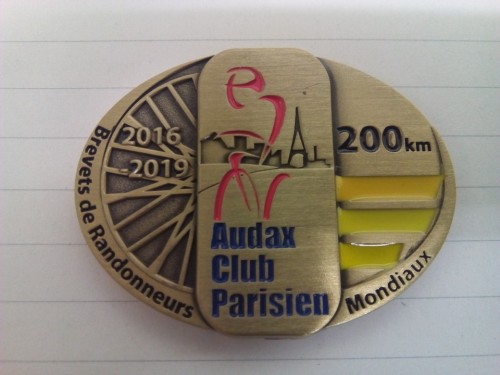 Brevets de Randonneurs
2016
-2019
Audax
Club
Parisien
200km
Mondiaux